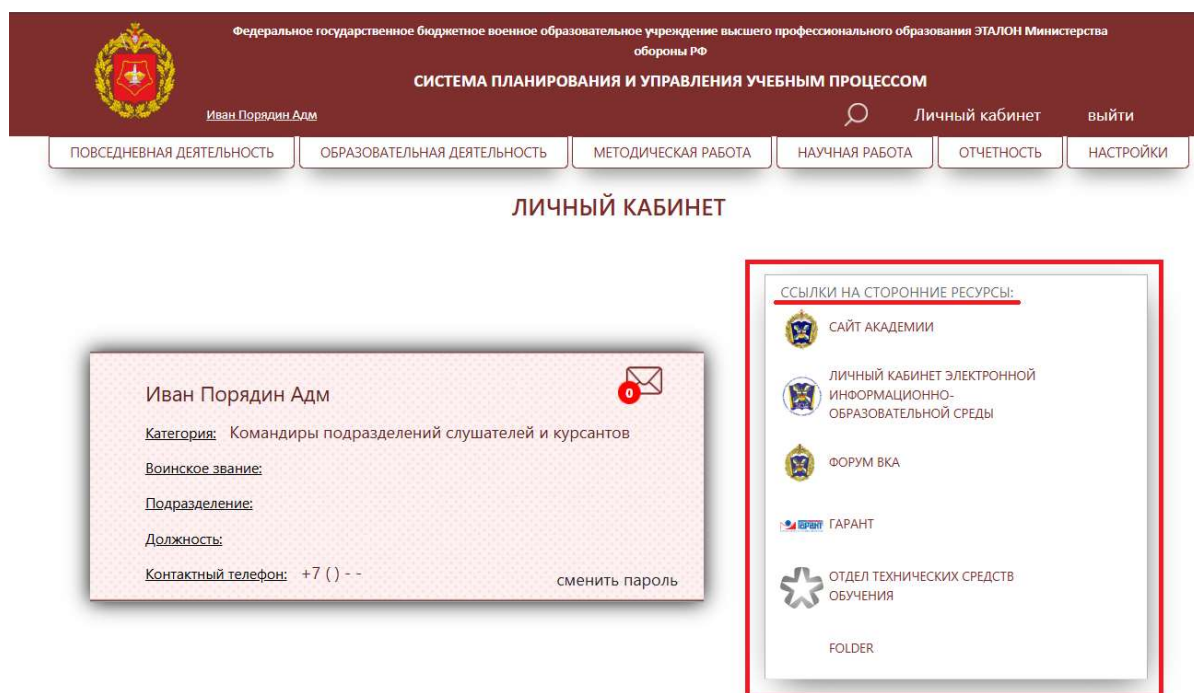 Федеральное государственное бюджетное военное образовательное учреждение высшего профессионального образования ЭТАЛОН Министерства
обороны РФ
СИСТЕМА ПЛАНИРОВАНИЯ И УПРАВЛЕНИЯ УЧЕБНЫМ ПРОЦЕССОМ
Иван Порядин Адм
Личный кабинет
выйти
ПОВСЕДНЕВНАЯ ДЕЯТЕЛЬНОСТЬ
ОБРАЗОВАТЕЛЬНАЯ ДЕЯТЕЛЬНОСТЬ
МЕТОДИЧЕСКАЯ РАБОТА
НАУЧНАЯ РАБОТА
ОТЧЕТНОСТЬ
НАСТРОЙКИ
ЛИЧНЫЙ КАБИНЕТ
Иван Порядин Адм
0
Категория: Командиры подразделений слушателей и курсантов
Воинское звание:
Подразделение:
Должность:
Контактный телефон: +7 ( ) - -
сменить пароль
ССЫЛКИ НА СТОРОННИЕ РЕСУРСЫ:
САЙТ АКАДЕМИИ
ЛИЧНЫЙ КАБИНЕТ ЭЛЕКТРОННОЙ
ИНФОРМАЦИОННО-
ОБРАЗОВАТЕЛЬНОЙ СРЕДЫ
ФОРУМ ВКА
ГАРАНТ
ГАРАНТ
ОТДЕЛ ТЕХНИЧЕСКИХ СРЕДСТВ
ОБУЧЕНИЯ
FOLDER